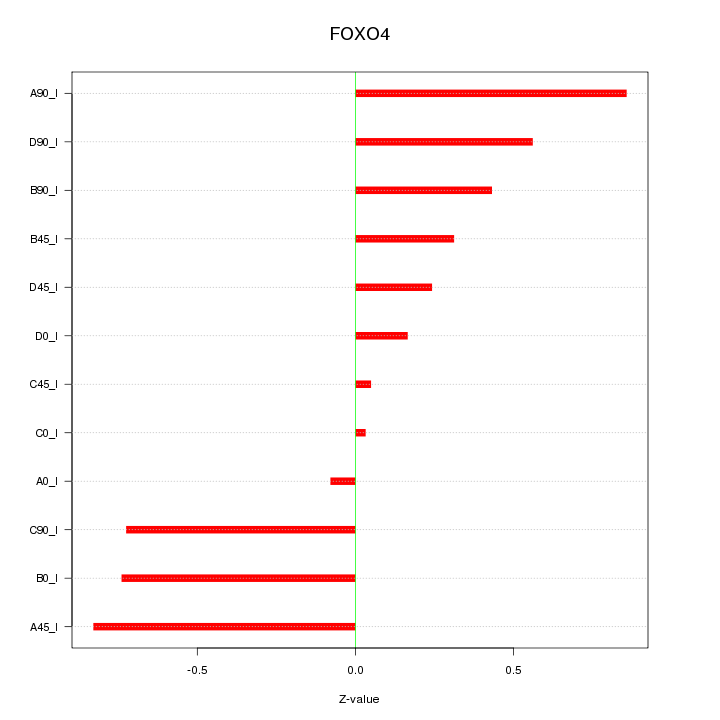 FOXO4
A90_I
D90_I
B90_I
B45_I
D45_I
D0_I
C45_I
C0_I
A0_I
C90_I
B0_I
A45_I
-0.5 0.0 0.5
Z-value